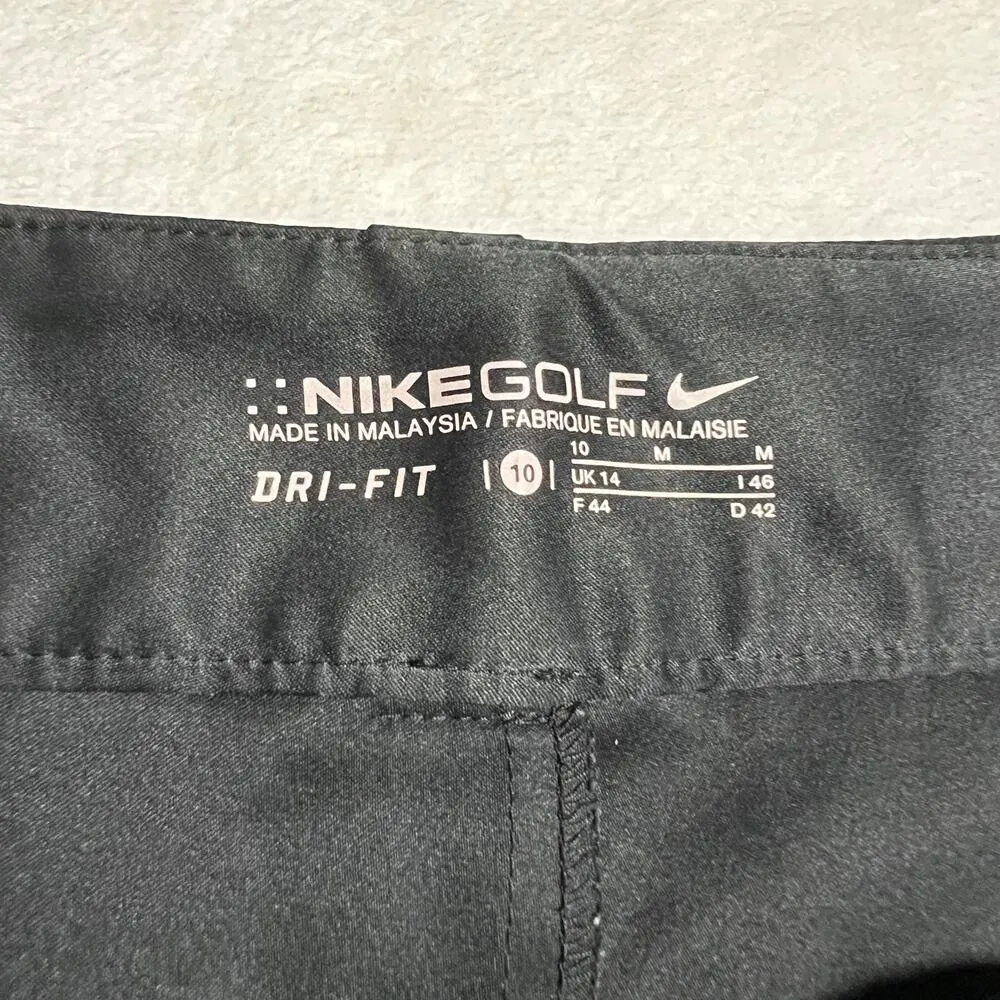 NIKEGOLF
MADE IN MALAYSIA / FABRIQUE EN MALAISIE
DRI-FIT | 10 |
10 M M
UK 14 I 46
F 44 D 42